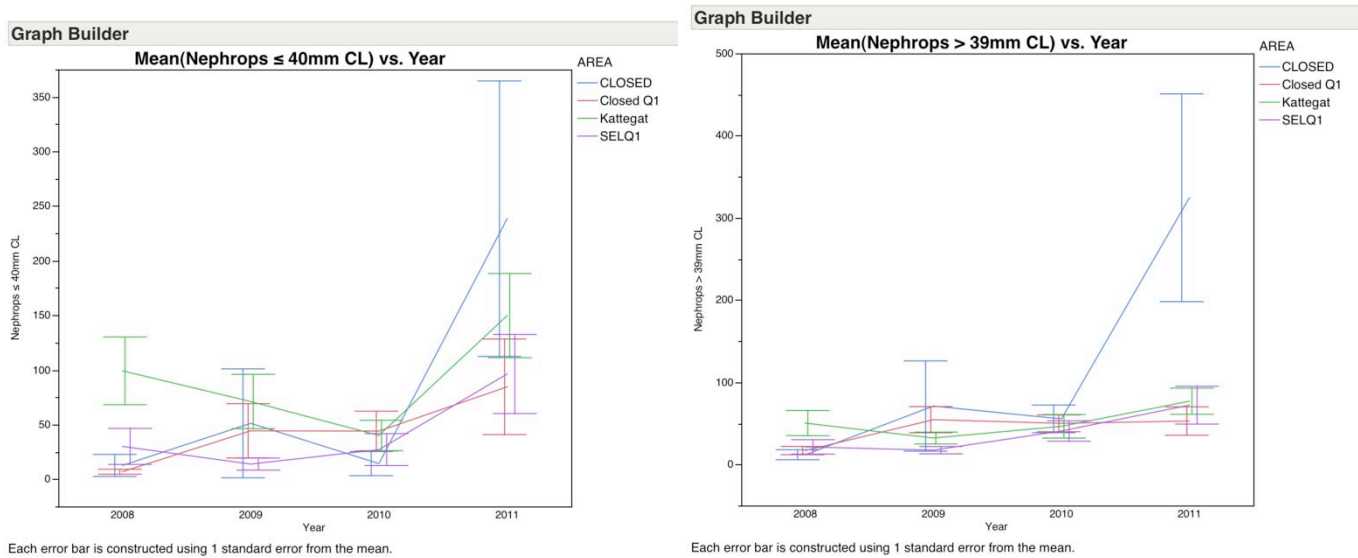 Graph Builder
Mean(Nephrops ≤ 40mm CL) vs. Year
AREA
CLOSED
Closed Q1
Kattegat
SELQ1
350
300
250
200
150
100
50
0
Nephrops ≤ 40mm CL
2008 2009 2010 2011
Year
Each error bar is constructed using 1 standard error from the mean.
Graph Builder
Mean(Nephrops > 39mm CL) vs. Year
AREA
CLOSED
Closed Q1
Kattegat
SELQ1
500
400
300
200
100
0
Nephrops > 39mm CL
2008 2009 2010 2011
Year
Each error bar is constructed using 1 standard error from the mean.